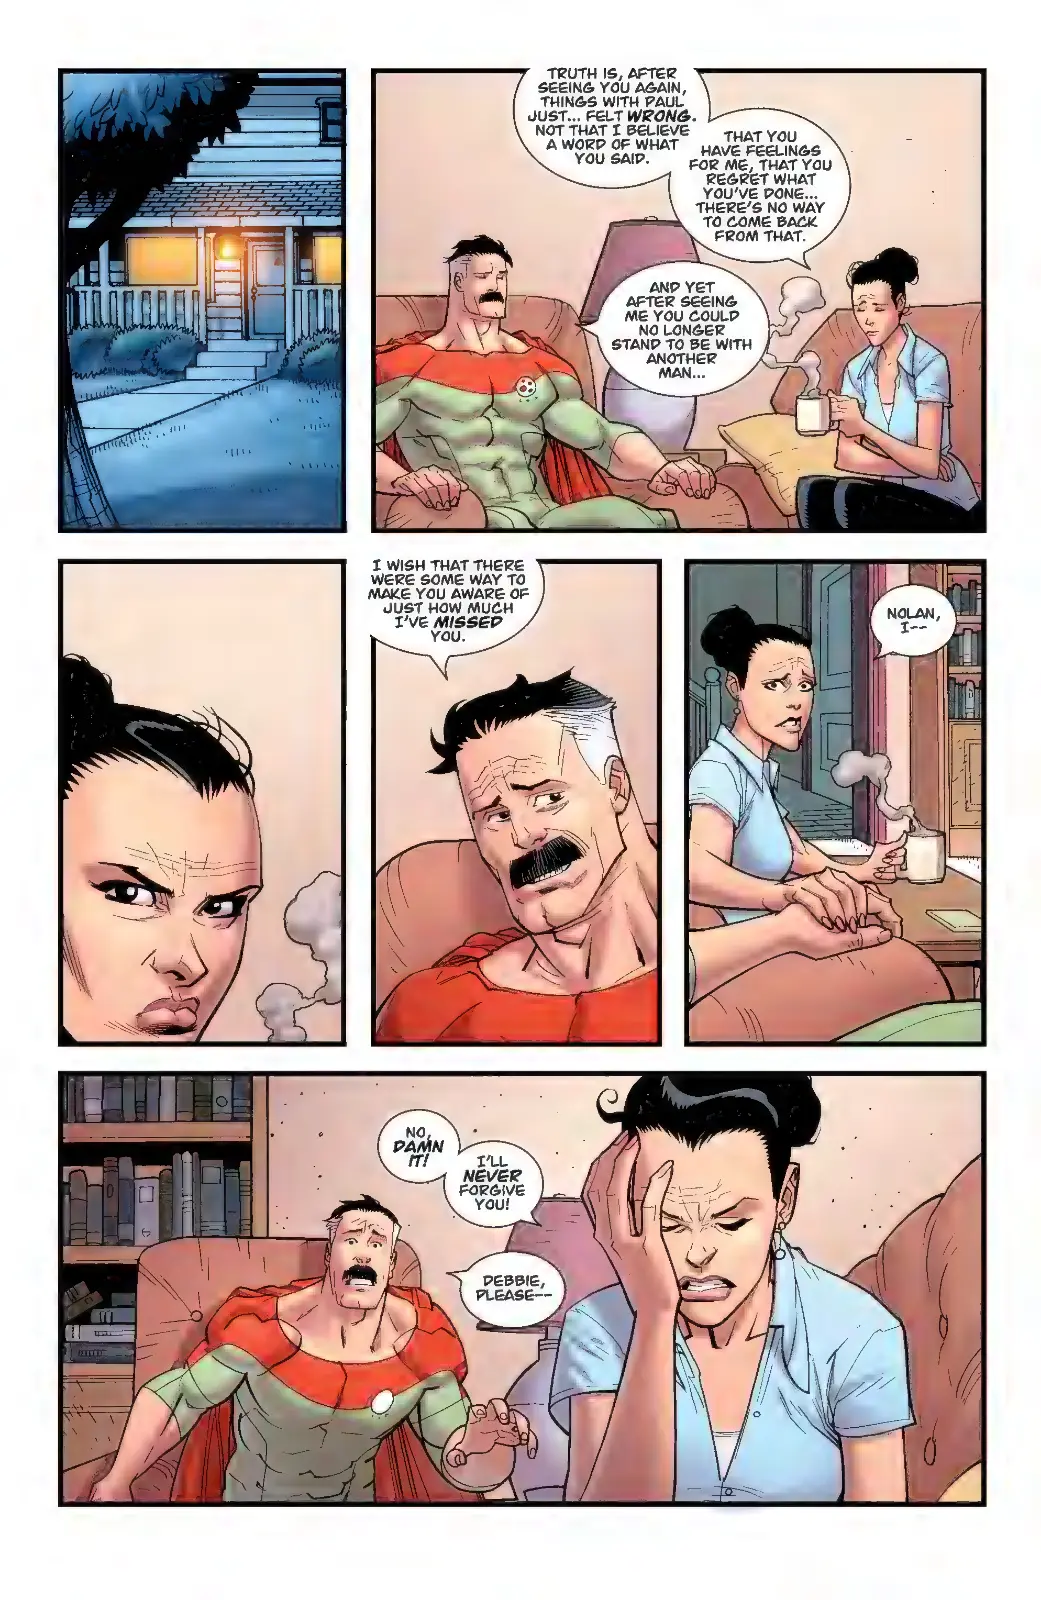 TRUTH IS, AFTER
SEEING YOU AGAIN,
THINGS WITH PAUL
JUST... FELT WRONG.
NOT THAT I BELIEVE
A WORD OF WHAT
YOU SAID.
THAT YOU
HAVE FEELINGS
FOR ME, THAT YOU
REGRET WHAT
YOU'VE DONE...
THERE'S NO WAY
TO COME BACK
FROM THAT.
AND YET
AFTER SEEING
ME YOU COULD
NO LONGER
STAND TO BE WITH
ANOTHER
MAN...
I WISH THAT THERE
WERE SOME WAY TO
MAKE YOU AWARE OF
JUST HOW MUCH
I'VE MISSED
YOU.
NOLAN,
I--
NO,
DAMN
IT!
I'LL
NEVER
FORGIVE
YOU!
DEBBIE,
PLEASE--